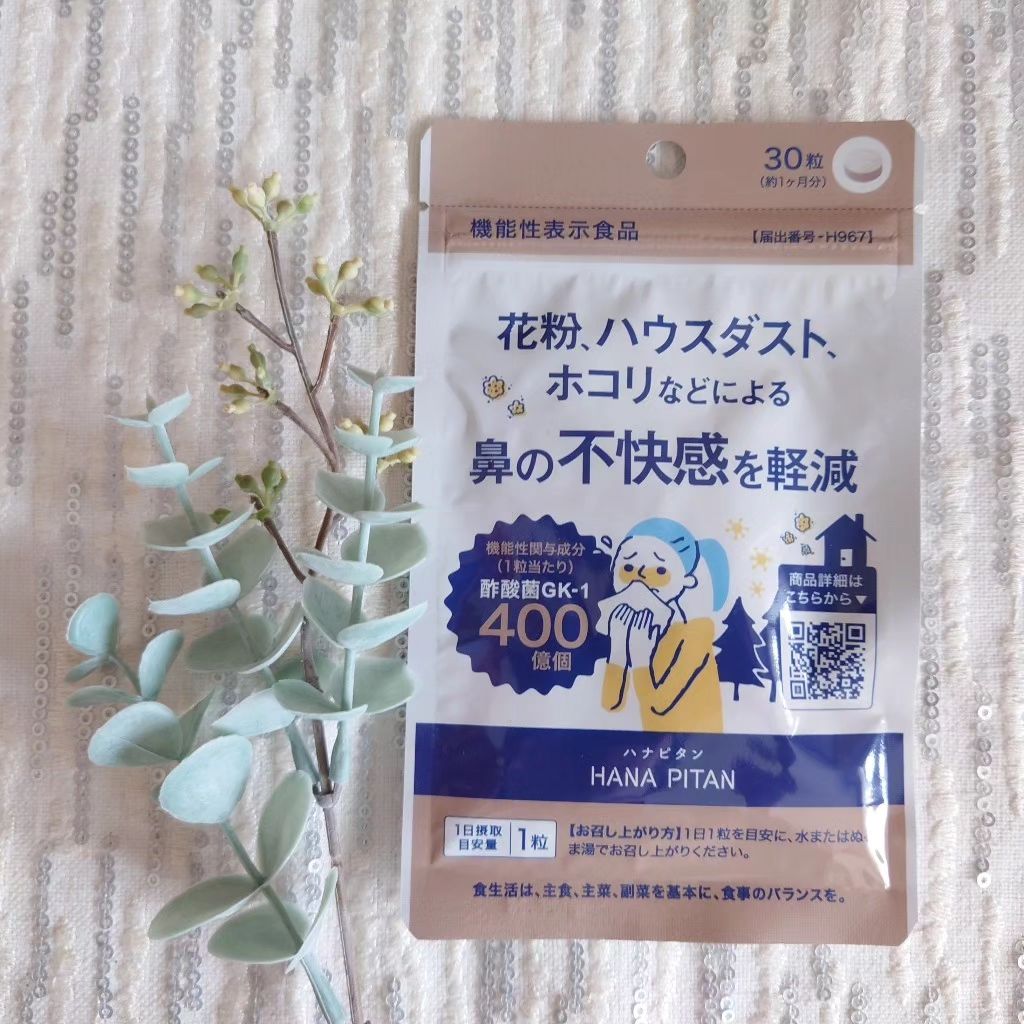 30粒
(約1ヶ月分)
機能性表示食品
【届出番号-H967】
花粉、ハウスダスト、
ホコリなどによる
鼻の不快感を軽減
機能性関与成分
(1粒当たり)
酢酸菌GK-1
400
億個
商品詳細は
こちらから▼
ハナピタン
HANA PITAN
1日摂取
目安量
1粒
【お召し上がり方】1日1粒を目安に、水またはぬる
ま湯でお召し上がりください。
食生活は、主食、主菜、副菜を基本に、食事のバランスを。